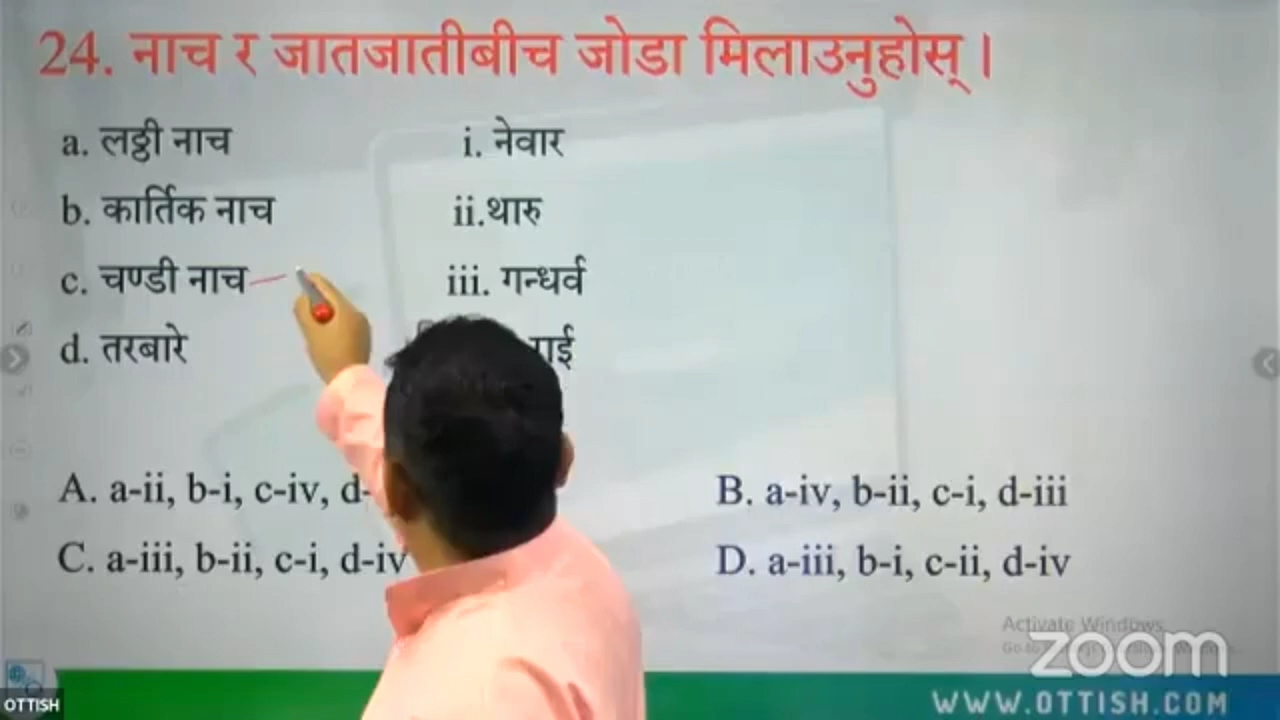 24. नाच र जातजातीबीच जोडा मिलाउनुहोस् ।
a. लठ्ठी नाच i. नेवार
b. कार्तिक नाच ii.थारु
c. चण्डी नाच iii. गन्धर्व
d. तरबारे
A. a-ii, b-i, c-iv, d- B. a-iv, b-ii, c-i, d-iii
C. a-iii, b-ii, c-i, d-iv D. a-iii, b-i, c-ii, d-iv
Activate Windows
zoom
OTTISH
WWW.OTTISH.COM